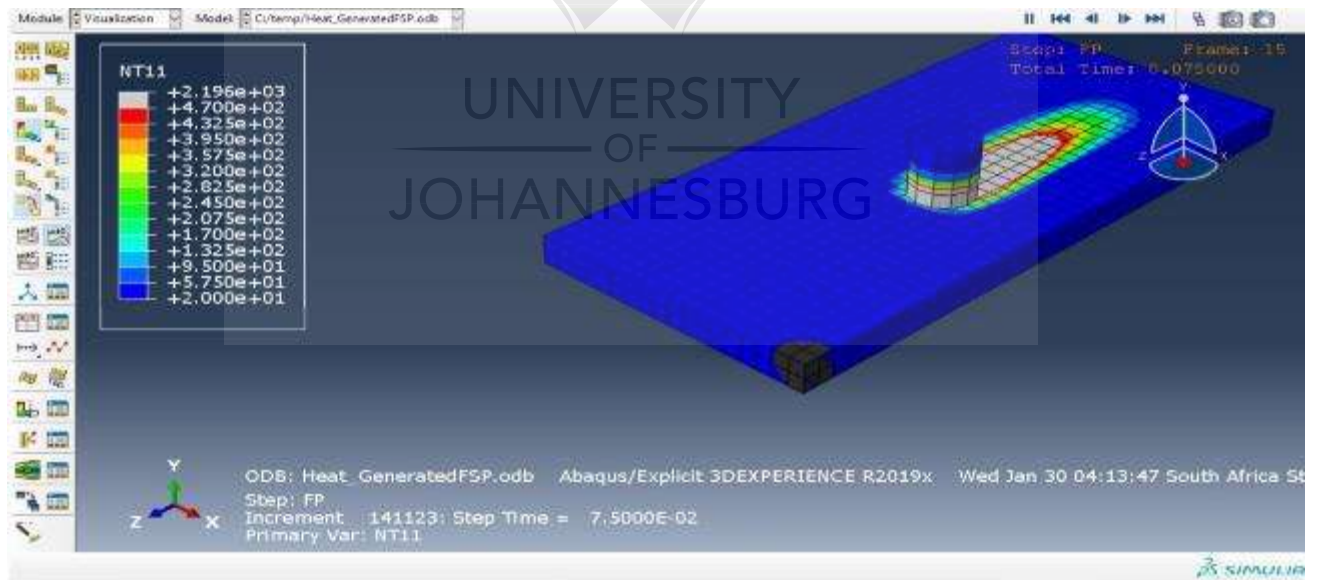 Module Visualization Model C:/temp/Heat_GeneratedFSP.odb
Step: FP Frame: 15
Total Time: 0.075000
NT11
+2.196e+03
+4.700e+02
+4.325e+02
+3.950e+02
+3.575e+02
+3.200e+02
+2.825e+02
+2.450e+02
+2.075e+02
+1.700e+02
+1.325e+02
+9.500e+01
+5.750e+01
+2.000e+01
UNIVERSITY
OF
JOHANNESBURG
Y
Z X
Y
Z X
ODB: Heat_GeneratedFSP.odb Abaqus/Explicit 3DEXPERIENCE R2019x Wed Jan 30 04:13:47 South Africa St
Step: FP
Increment 141123: Step Time = 7.5000E-02
Primary Var: NT11
SIMULIA